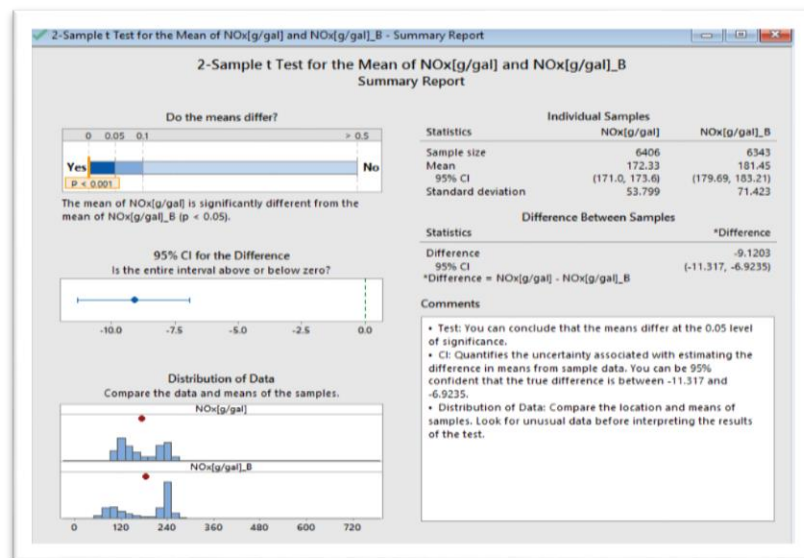 2-Sample t Test for the Mean of NOx[g/gal] and NOx[g/gal]_B - Summary Report
2-Sample t Test for the Mean of NOx[g/gal] and NOx[g/gal]_B
Summary Report
Do the means differ?
0 0.05 0.1 > 0.5
Yes No
P < 0.001
The mean of NOx[g/gal] is significantly different from the
mean of NOx[g/gal]_B (p < 0.05).
95% CI for the Difference
Is the entire interval above or below zero?
-10.0 -7.5 -5.0 -2.5 0.0
Distribution of Data
Compare the data and means of the samples.
NOx[g/gal]
NOx[g/gal]_B
0 120 240 360 480 600 720
Individual Samples
Statistics NOx[g/gal] NOx[g/gal]_B
Sample size 6406 6343
Mean 172.33 181.45
95% CI (171.0, 173.6) (179.69, 183.21)
Standard deviation 53.799 71.423
Difference Between Samples
Statistics *Difference
Difference -9.1203
95% CI (-11.317, -6.9235)
*Difference = NOx[g/gal] - NOx[g/gal]_B
Comments
• Test: You can conclude that the means differ at the 0.05 level
of significance.
• CI: Quantifies the uncertainty associated with estimating the
difference in means from sample data. You can be 95%
confident that the true difference is between -11.317 and
-6.9235.
• Distribution of Data: Compare the location and means of
samples. Look for unusual data before interpreting the results
of the test.